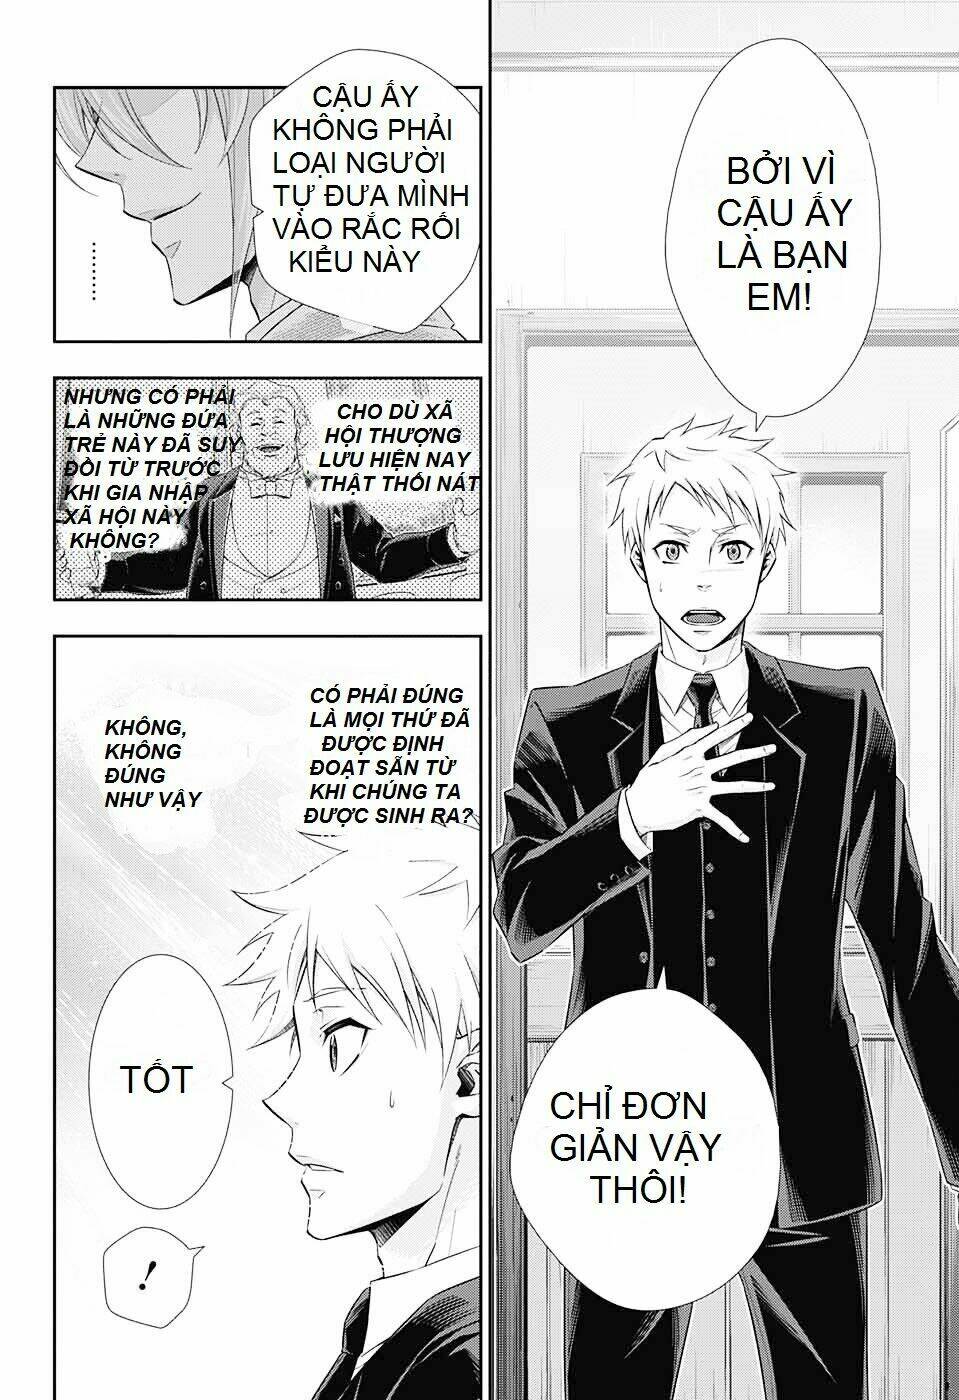 BỞI VÌ
CẬU ẤY
LÀ BẠN
EM!
CHỈ ĐƠN
GIẢN VẬY
THÔI!
CẬU ẤY
KHÔNG PHẢI
LOẠI NGƯỜI
TỰ ĐƯA MÌNH
VÀO RẮC RỐI
KIỂU NÀY
........
CHO DÙ XÃ
HỘI THƯỢNG
LƯU HIỆN NAY
THẬT THỐI NÁT
NHƯNG CÓ PHẢI
LÀ NHỮNG ĐỨA
TRẺ NÀY ĐÃ SUY
ĐỒI TỪ TRƯỚC
KHI GIA NHẬP
XÃ HỘI NÀY
KHÔNG?
CÓ PHẢI ĐÚNG
LÀ MỌI THỨ ĐÃ
ĐƯỢC ĐỊNH
ĐOẠT SẴN TỪ
KHI CHÚNG TA
ĐƯỢC SINH RA?
KHÔNG,
KHÔNG
ĐÚNG
NHƯ VẬY
TỐT
!